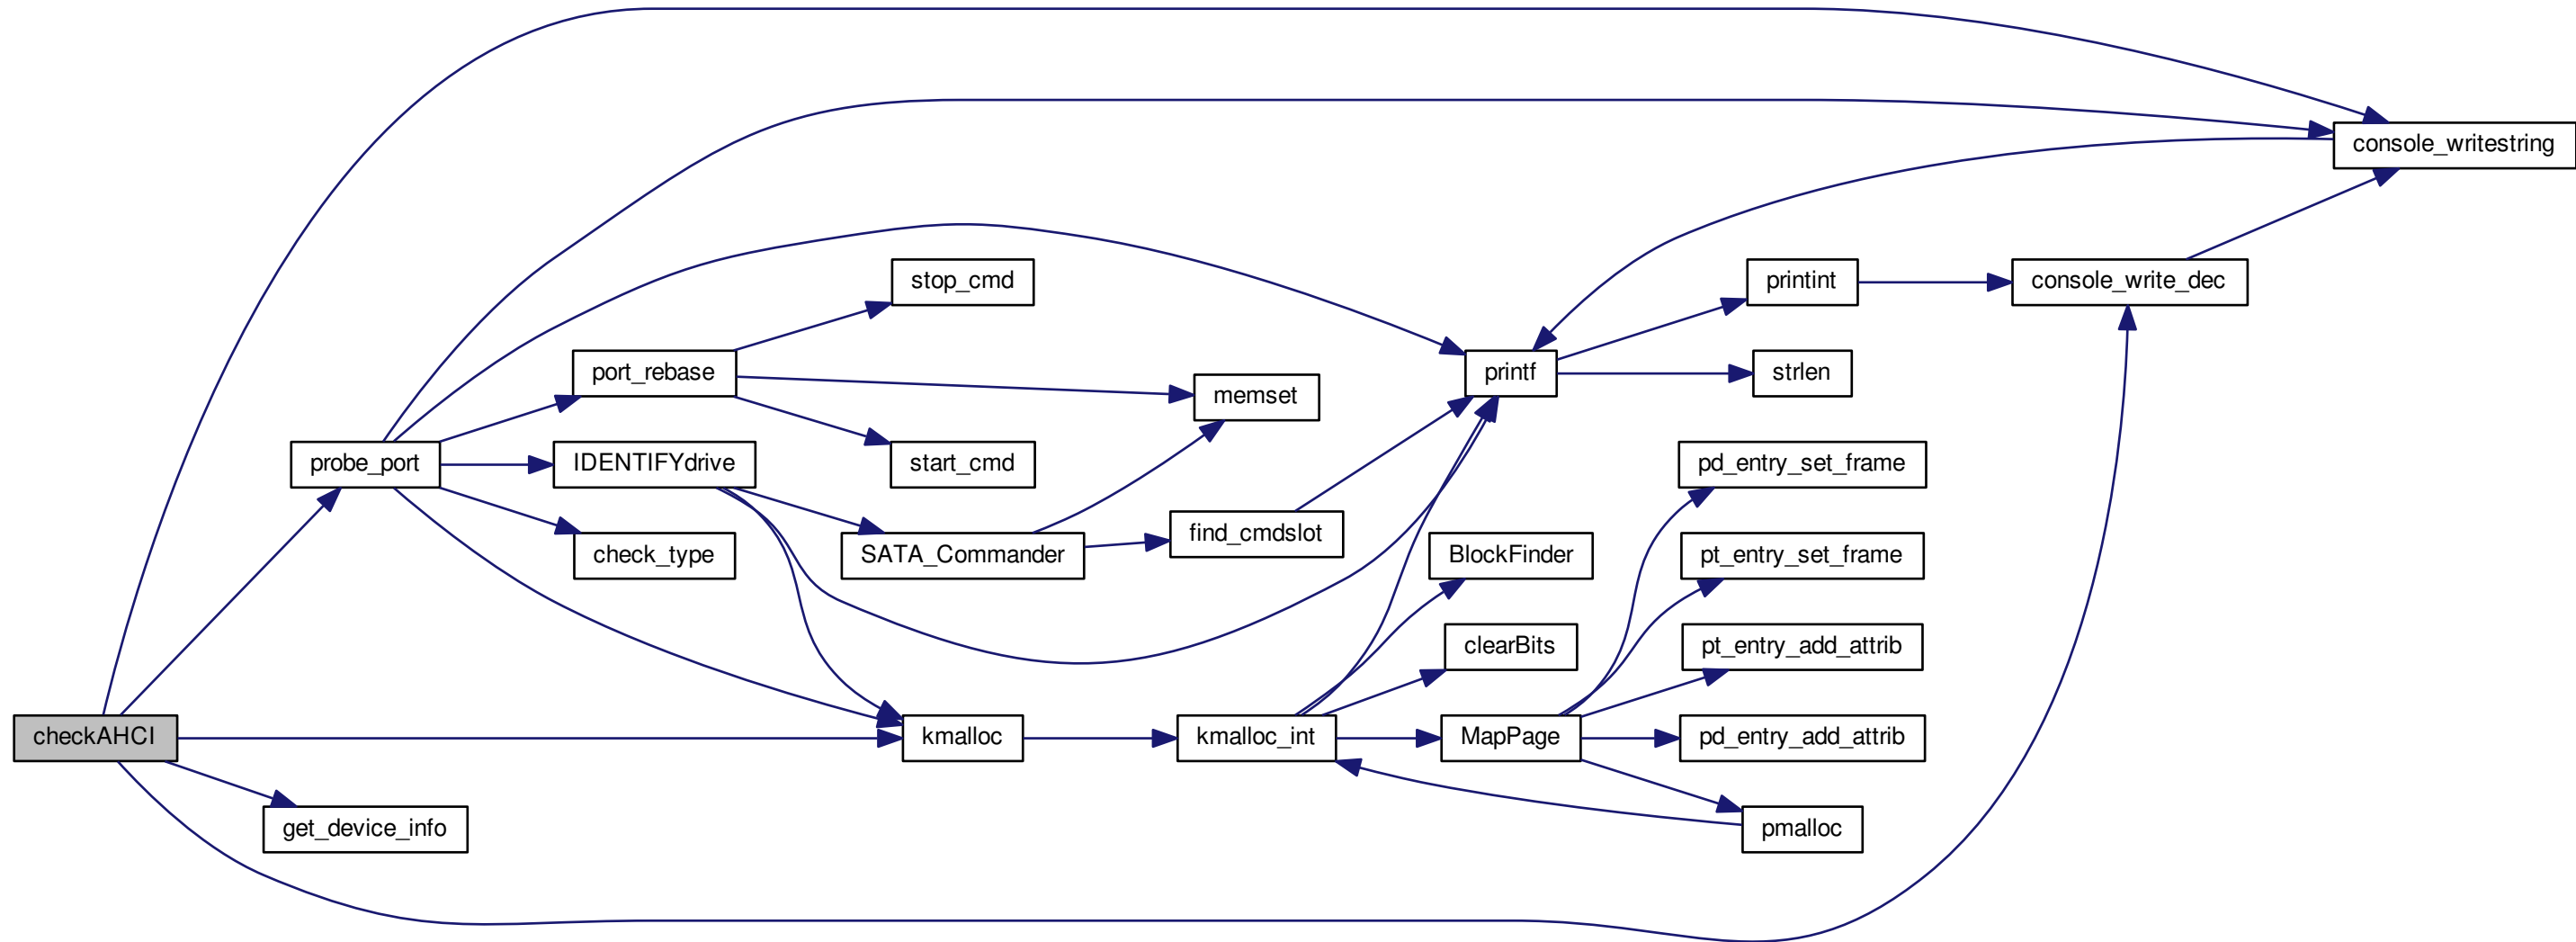 console_writestring
stop_cmd
printint
console_write_dec
port_rebase
printf
strlen
memset
probe_port
IDENTIFYdrive
start_cmd
pd_entry_set_frame
find_cmdslot
check_type
SATA_Commander
BlockFinder
pt_entry_set_frame
clearBits
pt_entry_add_attrib
checkAHCI
kmalloc
kmalloc_int
MapPage
pd_entry_add_attrib
get_device_info
pmalloc